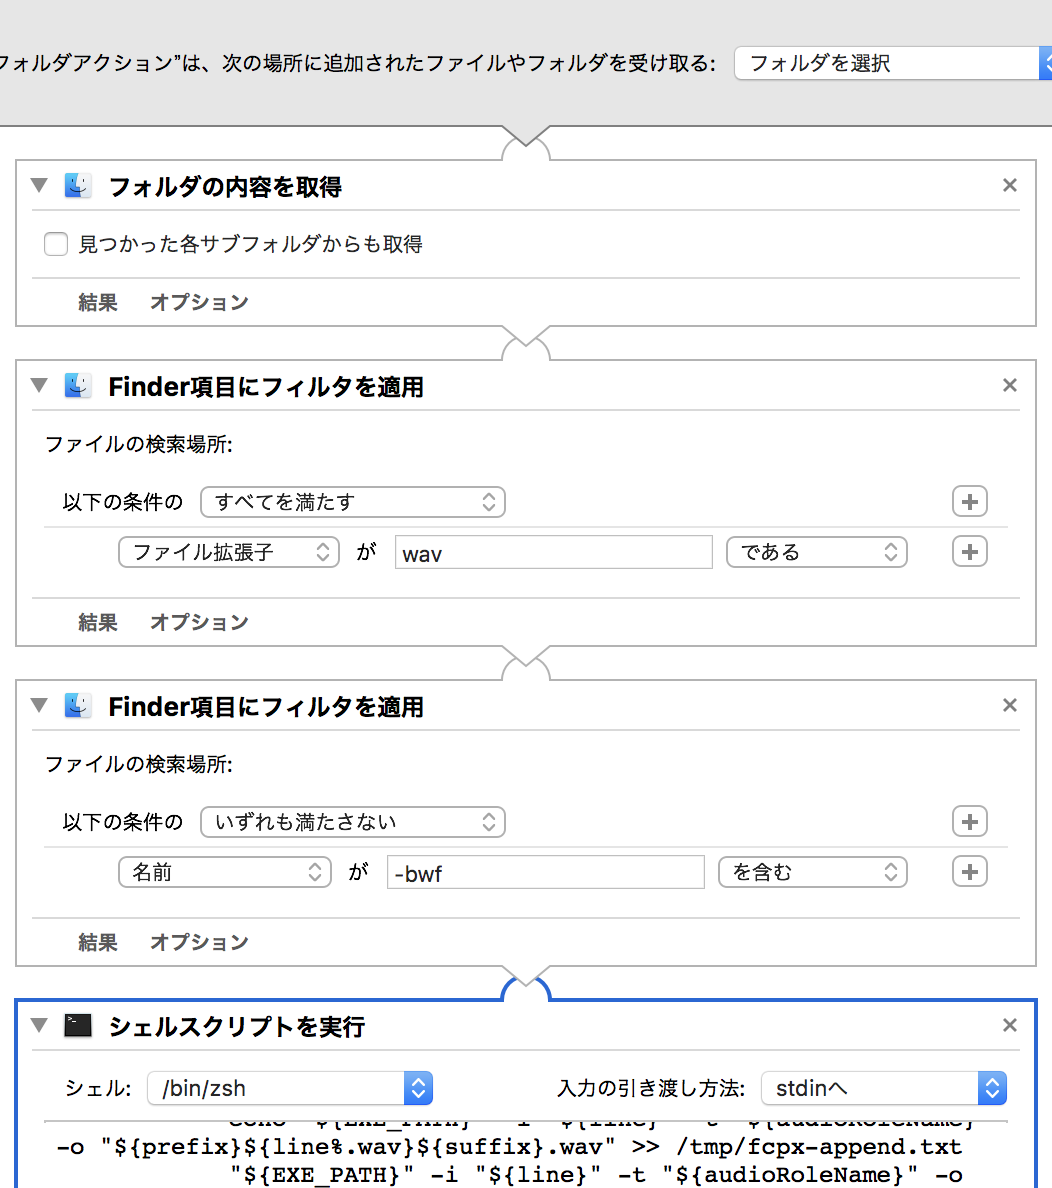 フォルダアクション”は、次の場所に追加されたファイルやフォルダを受け取る: フォルダを選択
フォルダの内容を取得
見つかった各サブフォルダからも取得
結果 オプション
Finder項目にフィルタを適用
ファイルの検索場所:
以下の条件の すべてを満たす
ファイル拡張子 が wav である
結果 オプション
Finder項目にフィルタを適用
ファイルの検索場所:
以下の条件の いずれも満たさない
名前 が -bwf を含む
結果 オプション
シェルスクリプトを実行
シェル: /bin/zsh 入力の引き渡し方法: stdinへ
echo "${EXE_PATH}" -i "${line}" -t "${audioRoleName}"
-o "${prefix}${line%.wav}${suffix}.wav" >> /tmp/fcpx-append.txt
"${EXE_PATH}" -i "${line}" -t "${audioRoleName}" -o